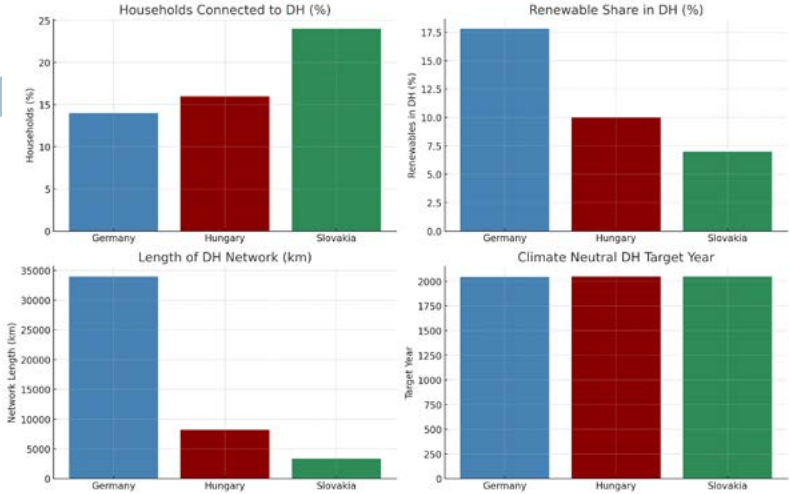 Households Connected to DH (%)
25
20
15
10
5
0
Households (%)
Germany Hungary Slovakia
Renewable Share in DH (%)
17.5
15.0
12.5
10.0
7.5
5.0
2.5
0.0
Renewables in DH (%)
Germany Hungary Slovakia
Length of DH Network (km)
35000
30000
25000
20000
15000
10000
5000
0
Network Length (km)
Germany Hungary Slovakia
Climate Neutral DH Target Year
2000
1750
1500
1250
1000
750
500
250
0
Target Year
Germany Hungary Slovakia